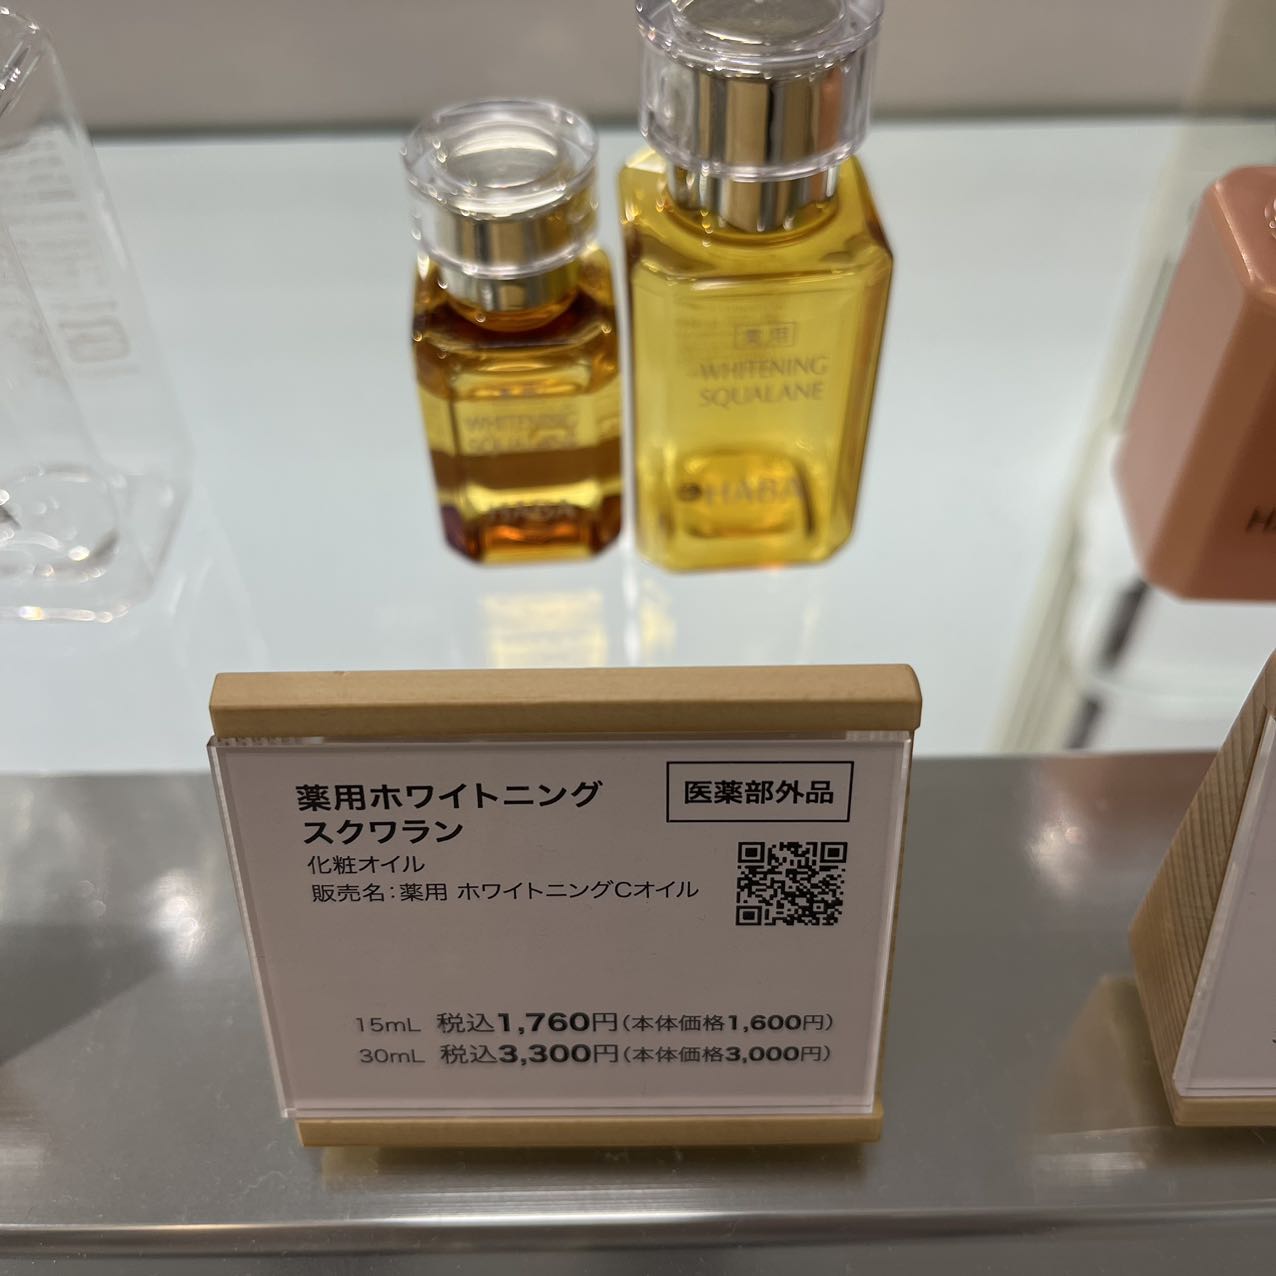 薬用
WHITENING
SQUALANE
HABA
WHITENING
SQUALANE
HABA
薬用ホワイトニング
スクワラン
医薬部外品
化粧オイル
販売名:薬用 ホワイトニングCオイル
15mL 税込1,760円(本体価格1,600円)
30mL 税込3,300円(本体価格3,000円)